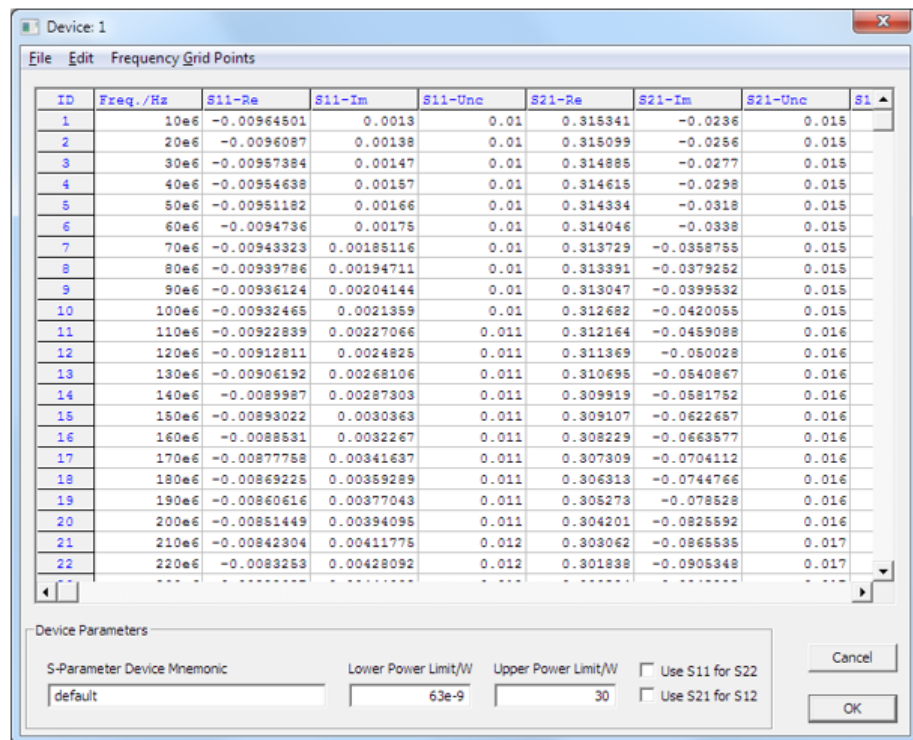 Device: 1
File Edit Frequency Grid Points
ID Freq./Hz S11-Re S11-Im S11-Unc S21-Re S21-Im S21-Unc S1
1 10e6 -0.00964501 0.0013 0.01 0.315341 -0.0236 0.015
2 20e6 -0.0096087 0.00138 0.01 0.315099 -0.0256 0.015
3 30e6 -0.00957384 0.00147 0.01 0.314885 -0.0277 0.015
4 40e6 -0.00954638 0.00157 0.01 0.314615 -0.0298 0.015
5 50e6 -0.00951182 0.00166 0.01 0.314334 -0.0318 0.015
6 60e6 -0.0094736 0.00175 0.01 0.314046 -0.0338 0.015
7 70e6 -0.00943323 0.00185116 0.01 0.313729 -0.0358755 0.015
8 80e6 -0.00939786 0.00194711 0.01 0.313391 -0.0379252 0.015
9 90e6 -0.00936124 0.00204144 0.01 0.313047 -0.0399532 0.015
10 100e6 -0.00932465 0.0021359 0.01 0.312682 -0.0420055 0.015
11 110e6 -0.00922839 0.00227066 0.011 0.312164 -0.0459088 0.016
12 120e6 -0.00912811 0.0024825 0.011 0.311369 -0.050028 0.016
13 130e6 -0.00906192 0.00268106 0.011 0.310695 -0.0540867 0.016
14 140e6 -0.0089987 0.00287303 0.011 0.309919 -0.0581752 0.016
15 150e6 -0.00893022 0.0030363 0.011 0.309107 -0.0622657 0.016
16 160e6 -0.0088531 0.0032267 0.011 0.308229 -0.0663577 0.016
17 170e6 -0.00877758 0.00341637 0.011 0.307309 -0.0704112 0.016
18 180e6 -0.00869225 0.00359289 0.011 0.306313 -0.0744766 0.016
19 190e6 -0.00860616 0.00377043 0.011 0.305273 -0.078528 0.016
20 200e6 -0.00851449 0.00394095 0.011 0.304201 -0.0825592 0.016
21 210e6 -0.00842304 0.00411775 0.012 0.303062 -0.0865535 0.017
22 220e6 -0.0083253 0.00428092 0.012 0.301838 -0.0905348 0.017
Device Parameters
S-Parameter Device Mnemonic Lower Power Limit/W Upper Power Limit/W Use S11 for S22 Cancel
default 63e-9 30 Use S21 for S12 OK